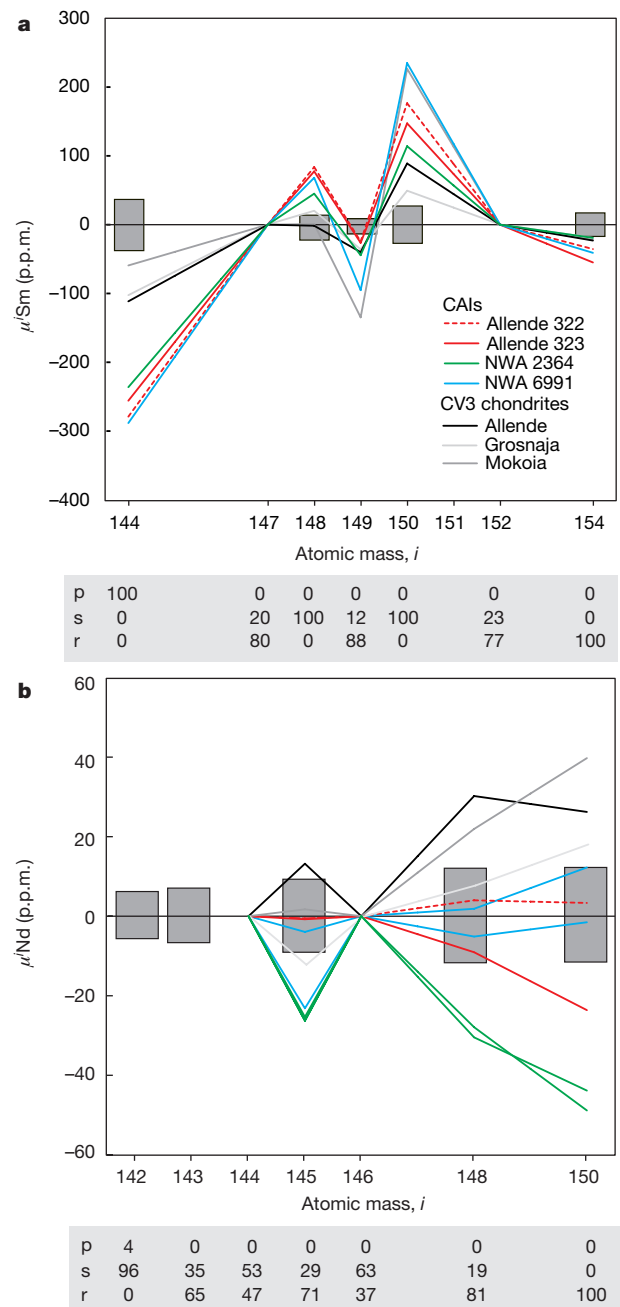 a
300
200
100
0
−100
−200
−300
−400
μⁱSm (p.p.m.)
CAIs
Allende 322
Allende 323
NWA 2364
NWA 6991
CV3 chondrites
Allende
Grosnaja
Mokoia
144 147 148 149 150 151 152 154
Atomic mass, i
p 100 0 0 0 0 0 0
s 0 20 100 12 100 23 0
r 0 80 0 88 0 77 100
b
60
40
20
0
−20
−40
−60
μⁱNd (p.p.m.)
142 143 144 145 146 148 150
Atomic mass, i
p 4 0 0 0 0 0 0
s 96 35 53 29 63 19 0
r 0 65 47 71 37 81 100